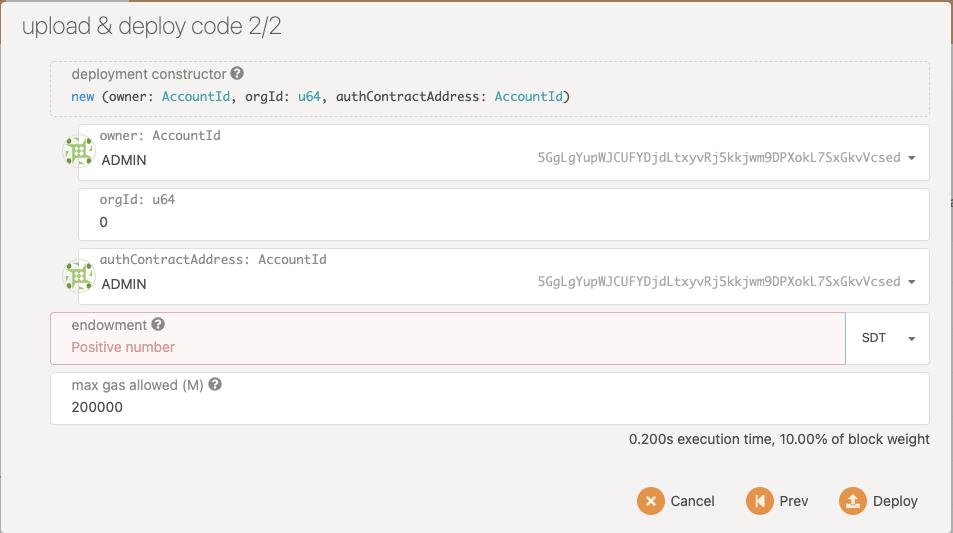 upload & deploy code 2/2
deployment constructor ?
new (owner: AccountId, orgId: u64, authContractAddress: AccountId)
owner: AccountId
ADMIN 5GgLgYupWJCUFYDjdLtxyvRj5kkjwm9DPXokL7SxGkvVcsed
orgId: u64
0
authContractAddress: AccountId
ADMIN 5GgLgYupWJCUFYDjdLtxyvRj5kkjwm9DPXokL7SxGkvVcsed
endowment ?
Positive number SDT
max gas allowed (M) ?
200000
0.200s execution time, 10.00% of block weight
Cancel Prev Deploy